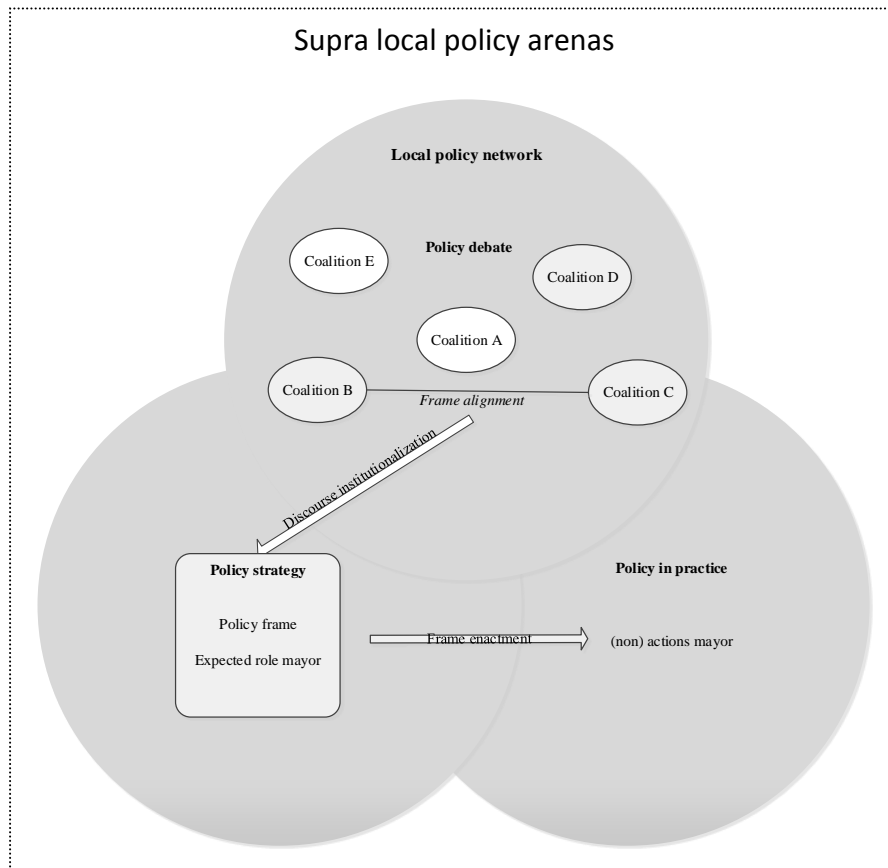 Supra local policy arenas
Local policy network
Policy debate
Coalition E
Coalition D
Coalition A
Coalition B
Coalition C
Frame alignment
Discourse institutionalization
Policy strategy
Policy in practice
Policy frame
Frame enactment
(non) actions mayor
Expected role mayor